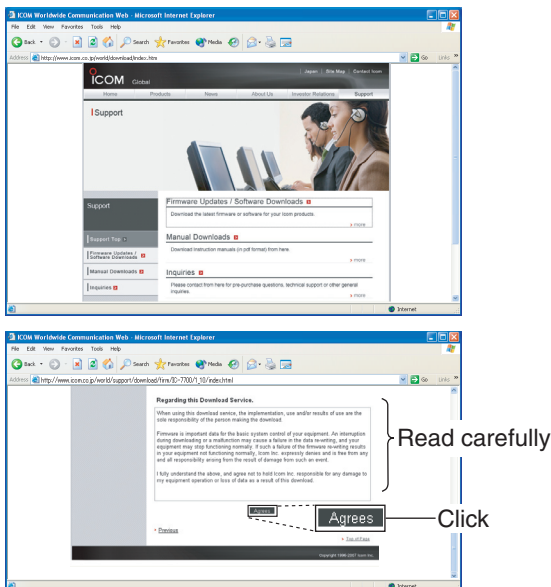 ICOM Worldwide Communication Web - Microsoft Internet Explorer
File Edit View Favorites Tools Help
Back Search Favorites Media
Address http://www.icom.co.jp/world/download/index.htm Go Links »
ICOM Global
Japan | Site Map | Contact Icom
Home Products News About Us Investor Relations Support
Support
Support
Firmware Updates / Software Downloads
Download the latest firmware or software for your Icom products.
more
Support Top
Manual Downloads
Firmware Updates /
Software Downloads
Download instruction manuals (in pdf format) from here.
more
Manual Downloads
Inquiries
Inquiries
Please contact from here for pre-purchase questions, technical support or other general
inquiries.
more
Internet
ICOM Worldwide Communication Web - Microsoft Internet Explorer
File Edit View Favorites Tools Help
Back Search Favorites Media
Address http://www.icom.co.jp/world/support/download/firm/IC-7700/1_10/index.html Go Links »
Regarding this Download Service.
When using this download service, the implementation, use and/or results of use are the
sole responsibility of the person making the download.
Firmware is important data for the basic system control of your equipment. An interruption
during downloading or a malfunction may cause a failure in the data re-writing, and your
equipment may stop functioning normally. If such a failure of the firmware re-writing results
in your equipment not functioning normally, Icom Inc. expressly denies and is free from any
and all responsibility arising from the result of damage from such an event.
I fully understand the above, and agree not to hold Icom Inc. responsible for any damage to
my equipment operation or loss of data as a result of this download.
Read carefully
Agrees
Agrees
Click
Previous
Top of Page
Copyright 1998-2007 Icom Inc.
Internet